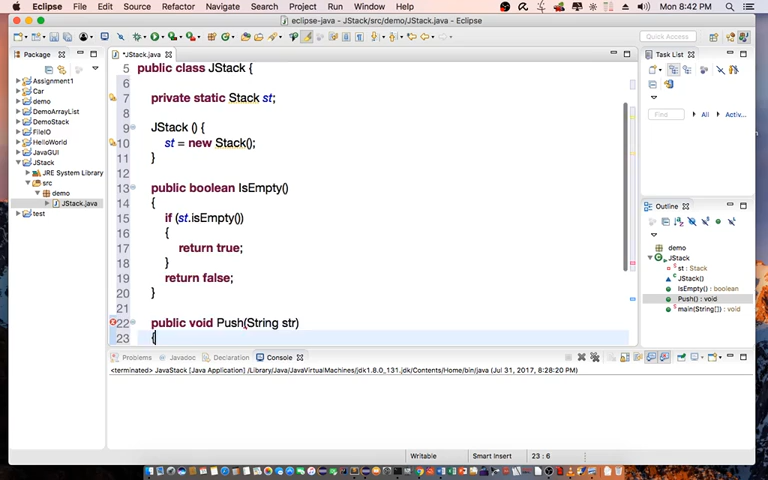 Eclipse File Edit Source Refactor Navigate Search Project Run Window Help Mon 8:42 PM
eclipse-java - JStack/src/demo/JStack.java - Eclipse
Quick Access
Package
*JStack.java
Task List
5 public class JStack {
6
7 private static Stack st;
8
9 JStack () {
10 st = new Stack();
11 }
12
13 public boolean IsEmpty()
14 {
15 if (st.isEmpty())
16 {
17 return true;
18 }
19 return false;
20 }
21
22 public void Push(String str)
23 {
Assignment1
Car
demo
DemoArrayList
DemoStack
FileIO
HelloWorld
JavaGUI
JStack
JRE System Library
src
demo
JStack.java
test
Find
All
Activ...
Outline
demo
JStack
st : Stack
JStack()
IsEmpty() : boolean
Push() : void
main(String[]) : void
Problems Javadoc Declaration Console
<terminated> JavaStack [Java Application] /Library/Java/JavaVirtualMachines/jdk1.8.0_131.jdk/Contents/Home/bin/java (Jul 31, 2017, 8:28:20 PM)
Writable Smart Insert 23 : 6